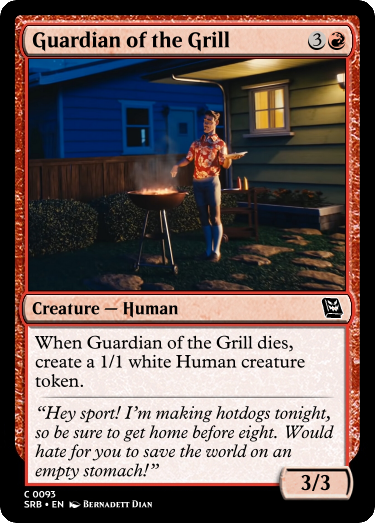 Guardian of the Grill 3
Creature — Human
When Guardian of the Grill dies,
create a 1/1 white Human creature
token.
“Hey sport! I’m making hotdogs tonight,
so be sure to get home before eight. Would
hate for you to save the world on an
empty stomach!”
3/3
C 0093
SRB • EN Bernadett Dian